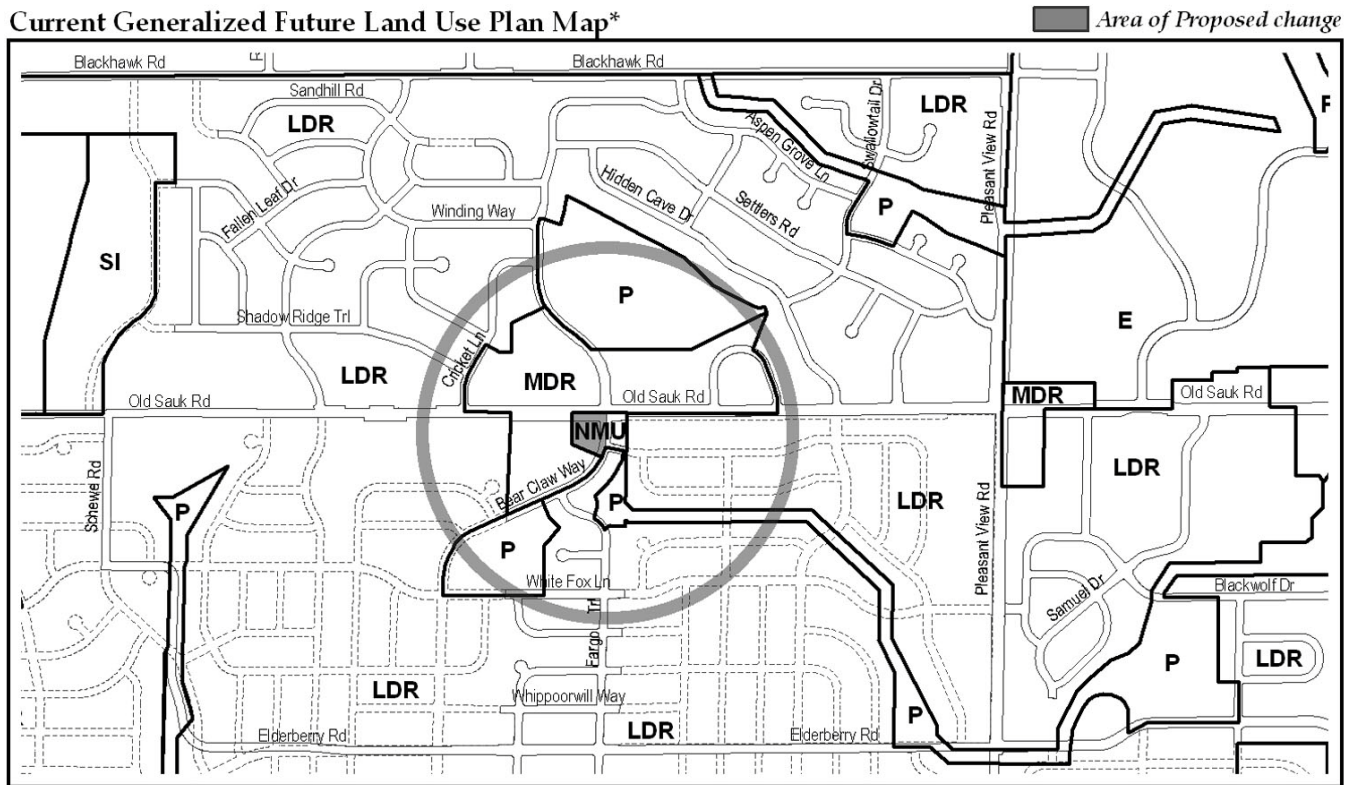 Current Generalized Future Land Use Plan Map*
Area of Proposed change
Blackhawk Rd
Blackhawk Rd
Sandhill Rd
LDR
LDR
Swallowtail Dr
Pleasant View Rd
Aspen Grove Ln
Hidden Cave Dr
Settlers Rd
Fallen Leaf Dr
Winding Way
P
SI
P
E
Shadow Ridge Trl
Cricket Ln
LDR
MDR
MDR
Old Sauk Rd
Old Sauk Rd
Old Sauk Rd
NMU
Bear Claw Way
Schewe Rd
P
P
P
LDR
LDR
Pleasant View Rd
White Fox Ln
Fargo Trl
Samuel Dr
Blackwolf Dr
LDR
Whippoorwill Way
LDR
P
P
LDR
Elderberry Rd
Elderberry Rd